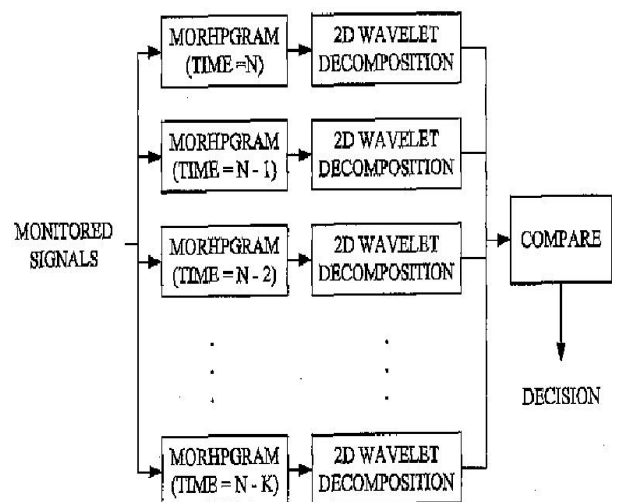 MORHPGRAM
(TIME =N)
2D WAVELET
DECOMPOSITION
MORHPGRAM
(TIME = N - 1)
2D WAVELET
DECOMPOSITION
MONITORED
SIGNALS
MORHPGRAM
(TIME = N - 2)
2D WAVELET
DECOMPOSITION
COMPARE
DECISION
MORHPGRAM
(TIME = N - K)
2D WAVELET
DECOMPOSITION